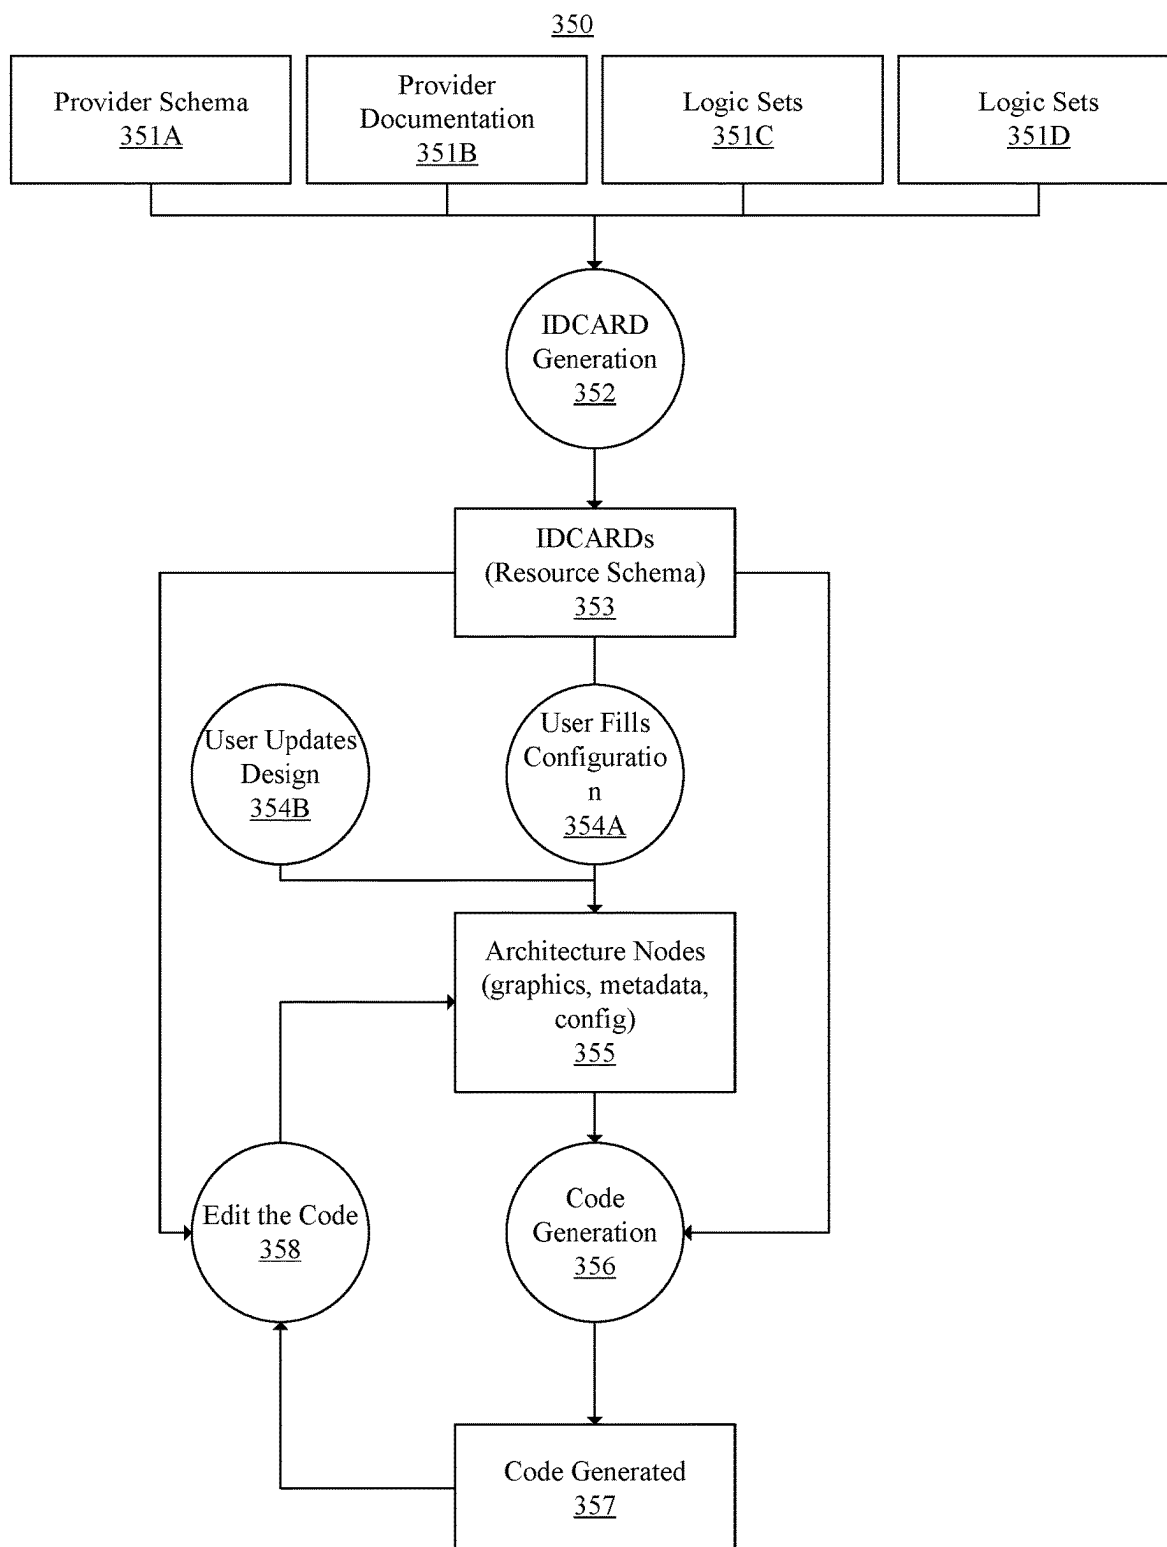 350
Provider Schema
351A
Provider
Documentation
351B
Logic Sets
351C
Logic Sets
351D
IDCARD
Generation
352
IDCARDs
(Resource Schema)
353
User Updates
Design
354B
User Fills
Configuratio
n
354A
Architecture Nodes
(graphics, metadata,
config)
355
Edit the Code
358
Code
Generation
356
Code Generated
357